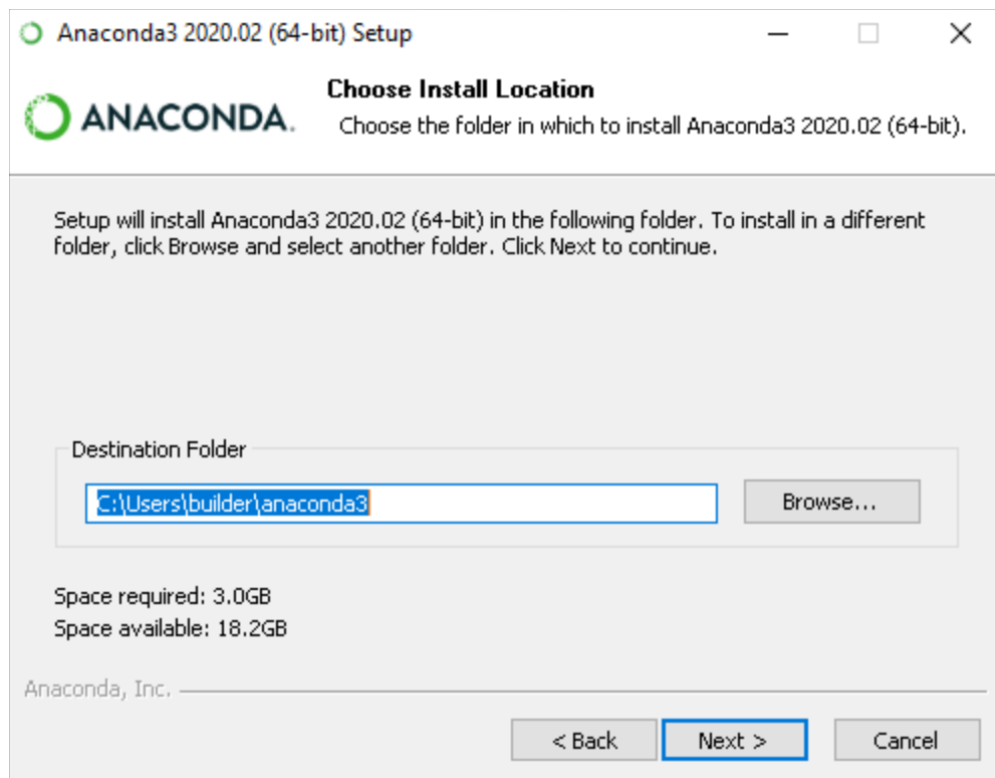 Anaconda3 2020.02 (64-bit) Setup
ANACONDA.
Choose Install Location
Choose the folder in which to install Anaconda3 2020.02 (64-bit).
Setup will install Anaconda3 2020.02 (64-bit) in the following folder. To install in a different
folder, click Browse and select another folder. Click Next to continue.
Destination Folder
C:\Users\builder\anaconda3
Browse...
Space required: 3.0GB
Space available: 18.2GB
Anaconda, Inc.
< Back
Next >
Cancel